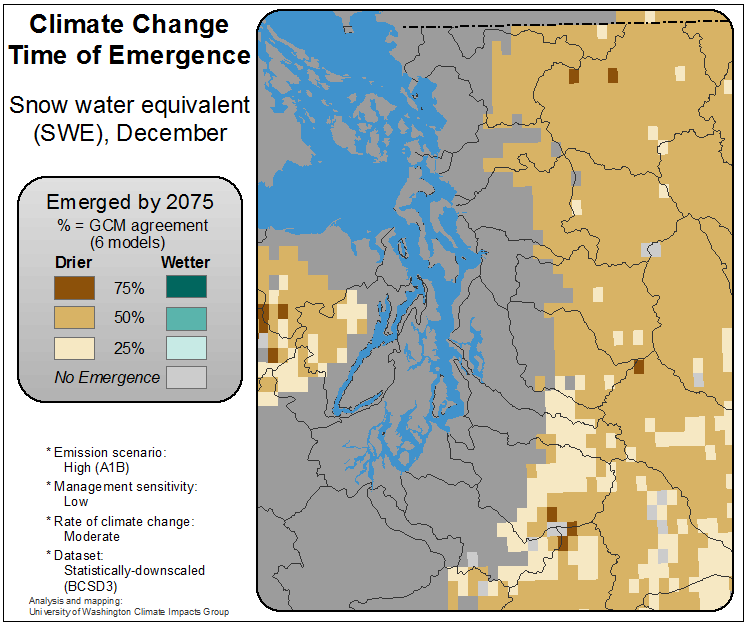 Climate Change
Time of Emergence
Snow water equivalent
(SWE), December
Emerged by 2075
% = GCM agreement
(6 models)
Drier Wetter
75%
50%
25%
No Emergence
* Emission scenario:
High (A1B)
* Management sensitivity:
Low
* Rate of climate change:
Moderate
* Dataset:
Statistically-downscaled
(BCSD3)
Analysis and mapping:
University of Washington Climate Impacts Group